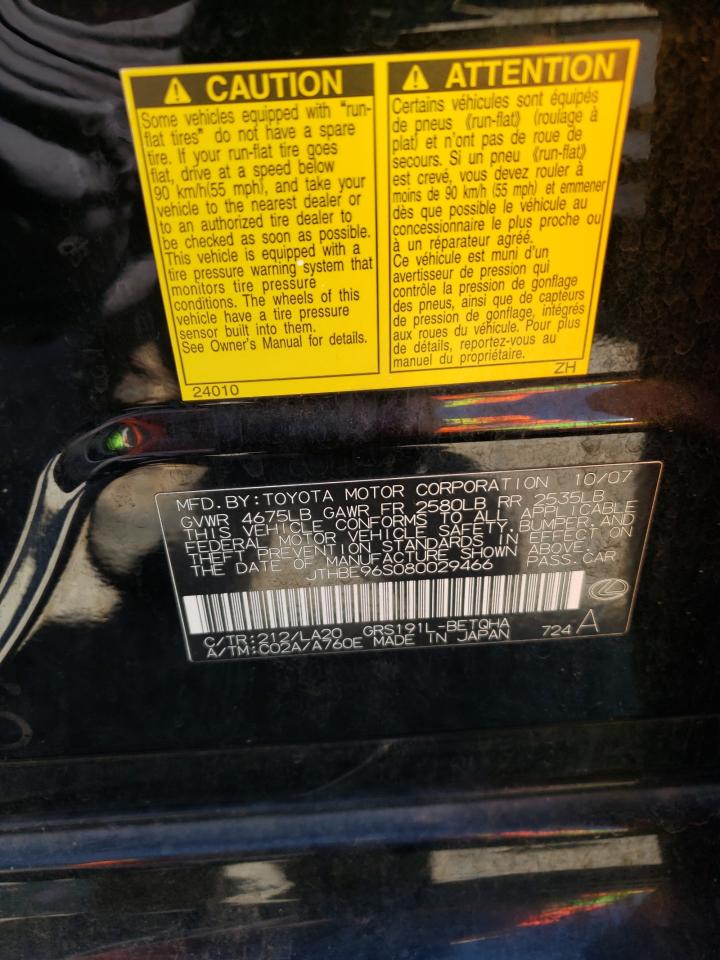 CAUTION
Some vehicles equipped with "run-
flat tires" do not have a spare
tire. If your run-flat tire goes
flat, drive at a speed below
90 km/h(55 mph), and take your
vehicle to the nearest dealer or
to an authorized tire dealer to
be checked as soon as possible.
This vehicle is equipped with a
tire pressure warning system that
monitors tire pressure
conditions. The wheels of this
vehicle have a tire pressure
sensor built into them.
See Owner's Manual for details.
24010
ATTENTION
Certains véhicules sont équipés
de pneus 《run-flat》 (roulage à
plat) et n'ont pas de roue de
secours. Si un pneu 《run-flat》
est crevé, vous devez rouler à
moins de 90 km/h (55 mph) et emmener
dès que possible le véhicule au
concessionnaire le plus proche ou
à un réparateur agréé.
Ce véhicule est muni d'un
avertisseur de pression qui
contrôle la pression de gonflage
des pneus, ainsi que de capteurs
de pression de gonflage, intégrés
aux roues du véhicule. Pour plus
de détails, reportez-vous au
manuel du propriétaire.
ZH
MFD. BY: TOYOTA MOTOR CORPORATION 10/07
GVWR 4675LB GAWR FR 2580LB RR 2535LB
THIS VEHICLE CONFORMS TO ALL APPLICABLE
FEDERAL MOTOR VEHICLE SAFETY, BUMPER, AND
THEFT PREVENTION STANDARDS IN EFFECT ON
THE DATE OF MANUFACTURE SHOWN ABOVE.
JTHBE96S080029466 PASS. CAR
C/TR:212/LA20 GRS191L-BETQHA
A/TM:C02A/A760E MADE IN JAPAN 724 A